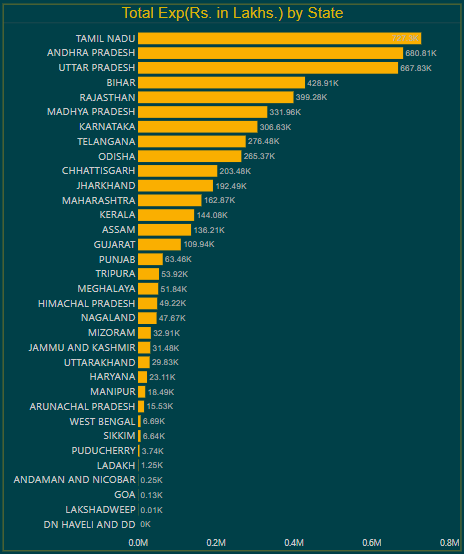 Total Exp(Rs. in Lakhs.) by State
TAMIL NADU
ANDHRA PRADESH 680.81K
UTTAR PRADESH 667.83K
BIHAR 428.91K
RAJASTHAN 399.28K
MADHYA PRADESH 331.96K
KARNATAKA 306.63K
TELANGANA 276.48K
ODISHA 265.37K
CHHATTISGARH 203.48K
JHARKHAND 192.49K
MAHARASHTRA 162.87K
KERALA 144.08K
ASSAM 136.21K
GUJARAT 109.94K
PUNJAB 63.46K
TRIPURA 53.92K
MEGHALAYA 51.84K
HIMACHAL PRADESH 49.22K
NAGALAND 47.67K
MIZORAM 32.91K
JAMMU AND KASHMIR 31.48K
UTTARAKHAND 29.83K
HARYANA 23.11K
MANIPUR 18.49K
ARUNACHAL PRADESH 15.53K
WEST BENGAL 6.69K
SIKKIM 6.64K
PUDUCHERRY 3.74K
LADAKH 1.25K
ANDAMAN AND NICOBAR 0.25K
GOA 0.13K
LAKSHADWEEP 0.01K
DN HAVELI AND DD 0K
0.0M 0.2M 0.4M 0.6M 0.8M